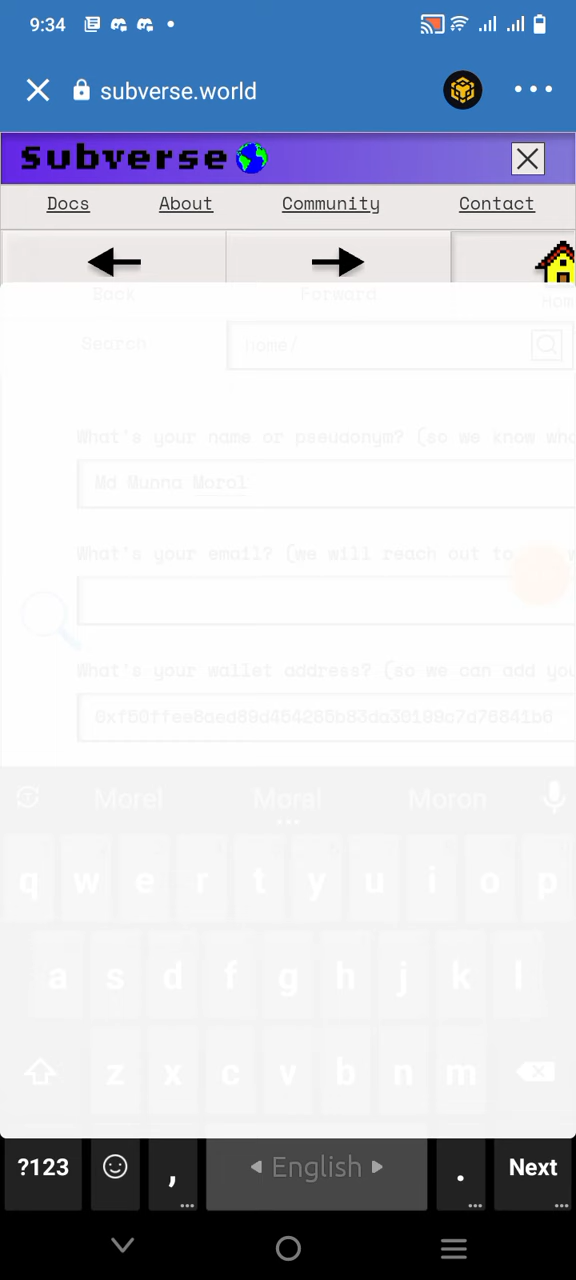 9:34
subverse.world
Subverse
Docs About Community Contact
Back Forward Hom
Search home/
What's your name or pseudonym? (so we know who
Md Munna Morol
What's your email? (we will reach out to
What's your wallet address? (so we can add you
Morel Moral Moron
q w e r t y u i o p
a s d f g h j k l
z x c v b n m
?123 , English . Next